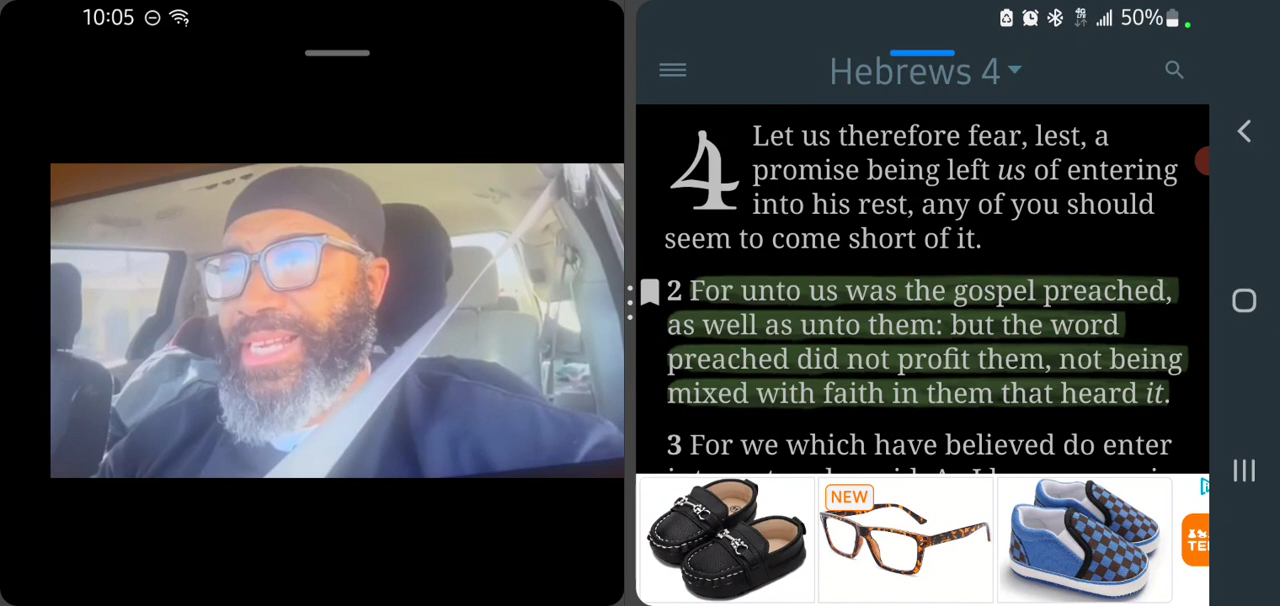 10:05
4G
LTE
50%
Hebrews 4
4 Let us therefore fear, lest, a
promise being left us of entering
into his rest, any of you should
seem to come short of it.
2 For unto us was the gospel preached,
as well as unto them: but the word
preached did not profit them, not being
mixed with faith in them that heard it.
3 For we which have believed do enter
NEW